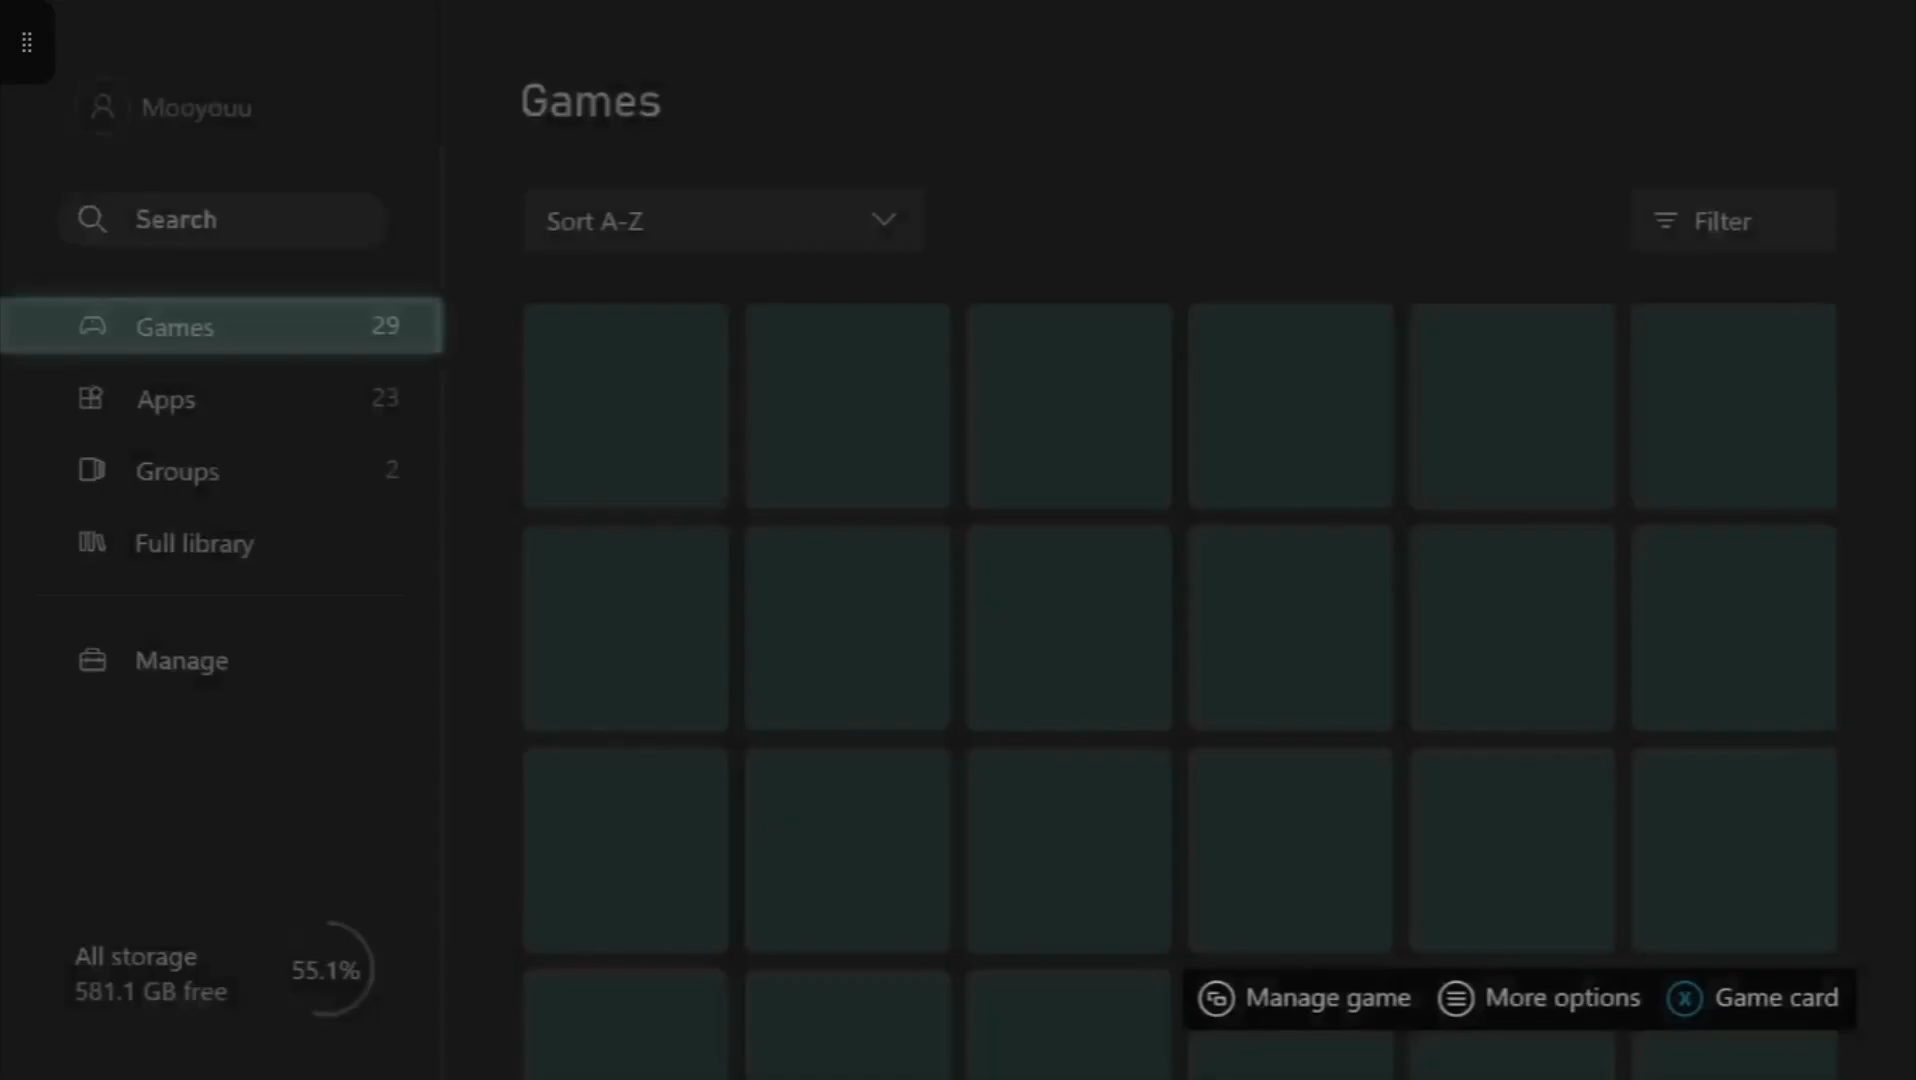 Mooyouu
Games
Search
Sort A-Z
Filter
Games 29
Apps 23
Groups 2
Full library
Manage
All storage
581.1 GB free
55.1%
Manage game
More options
X Game card